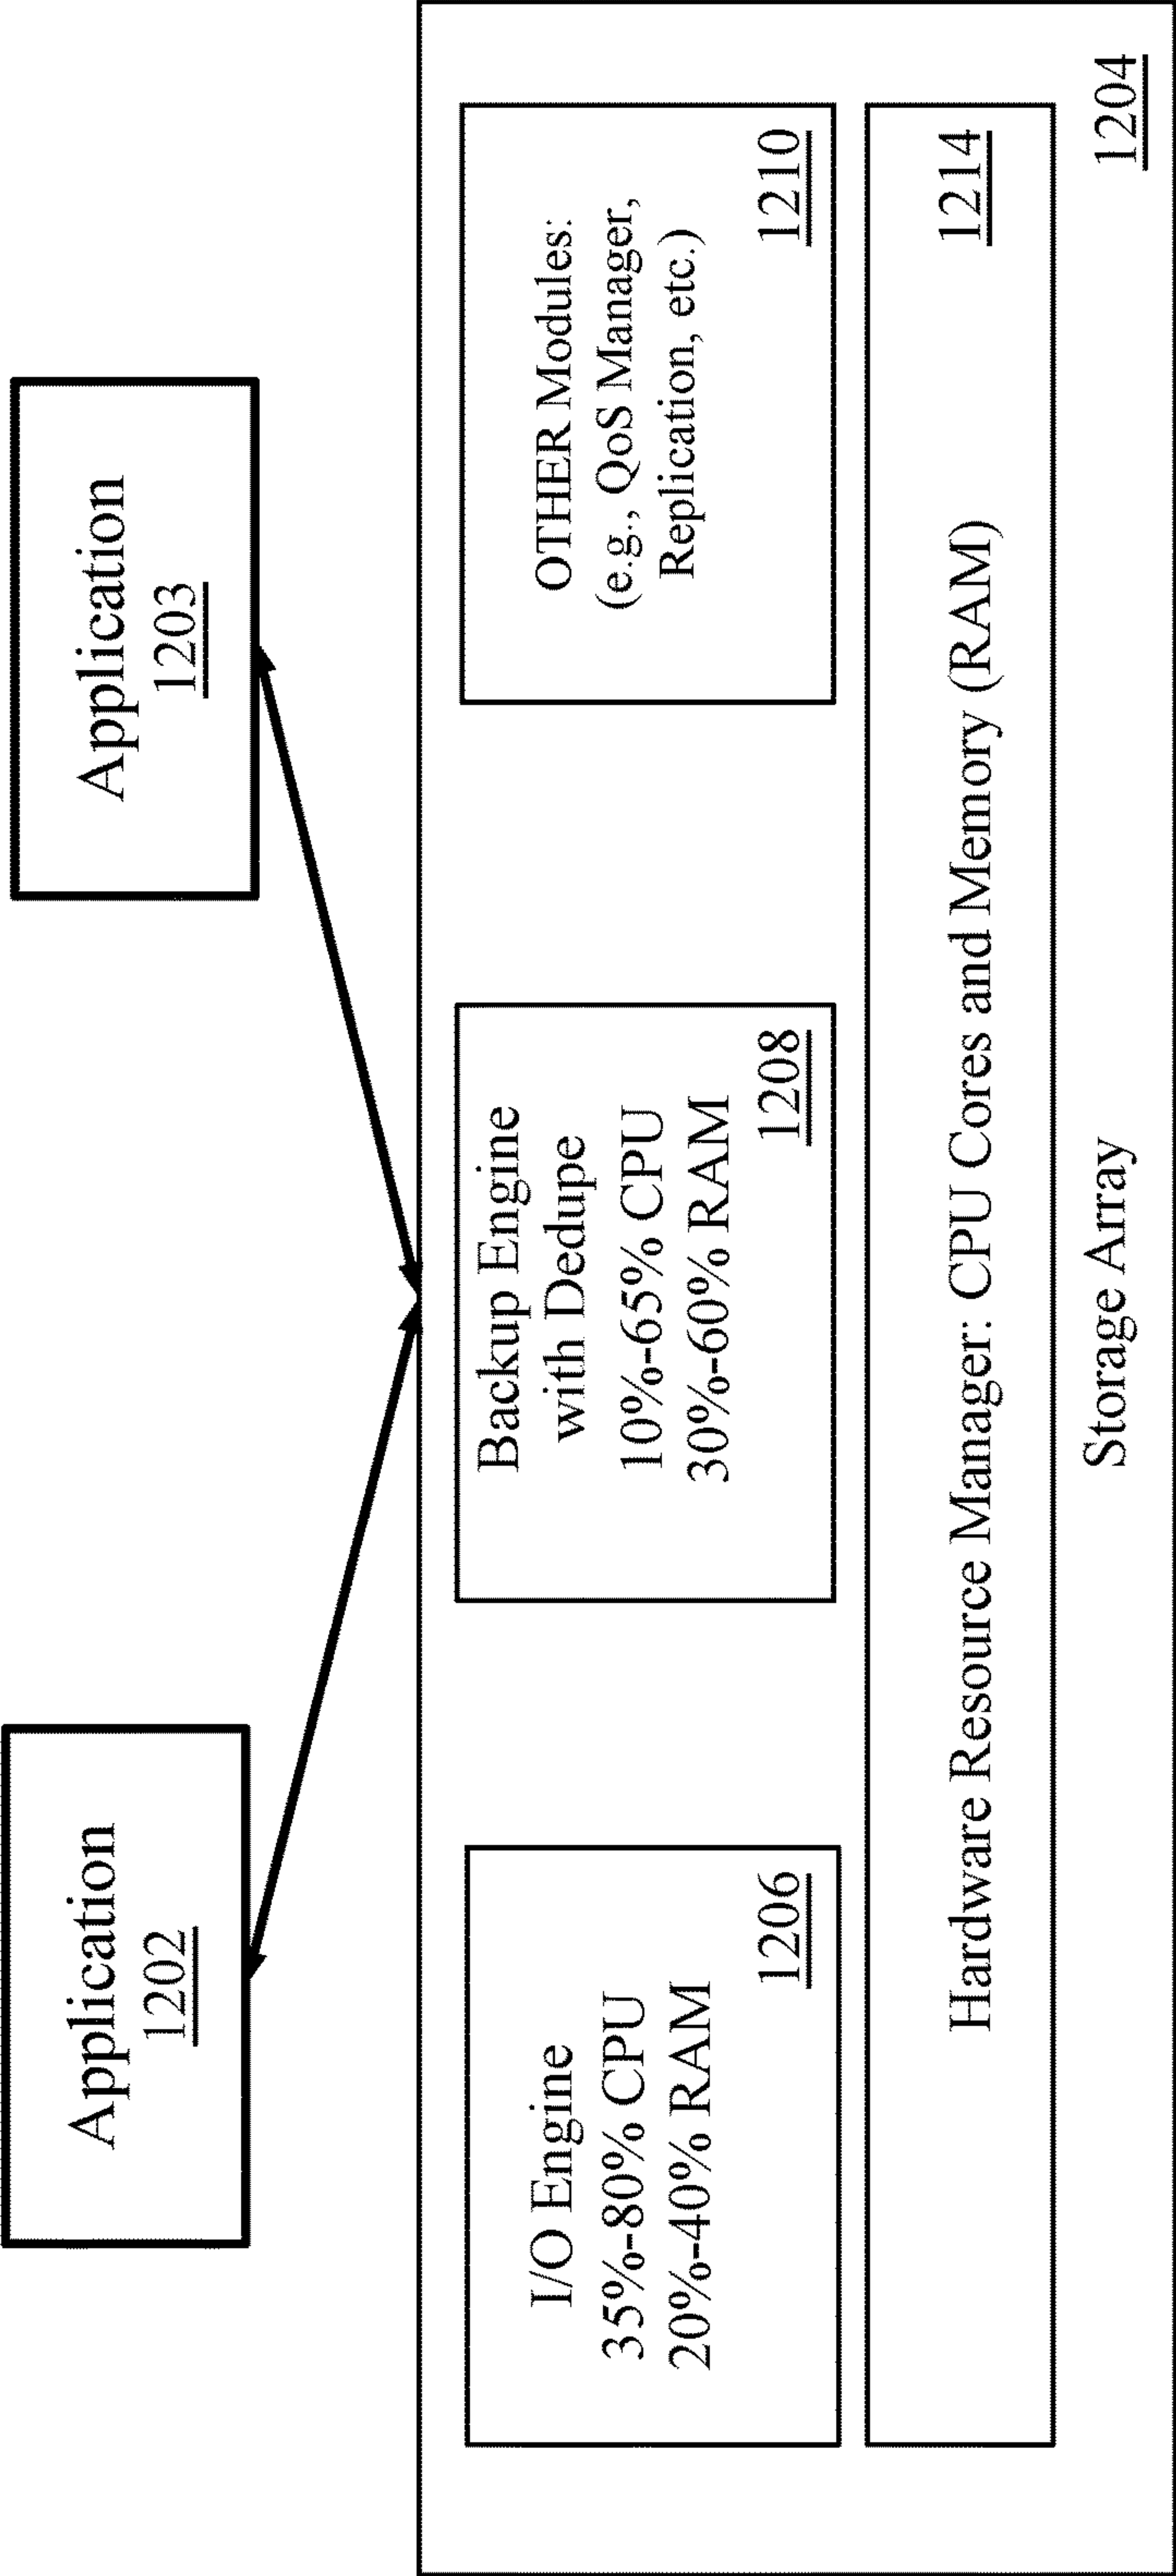 Application
1202
Application
1203
I/O Engine
35%-80% CPU
20%-40% RAM
1206
Backup Engine
with Dedupe
10%-65% CPU
30%-60% RAM
1208
OTHER Modules:
(e.g., QoS Manager,
Replication, etc.)
1210
Hardware Resource Manager: CPU Cores and Memory (RAM)
1214
Storage Array
1204